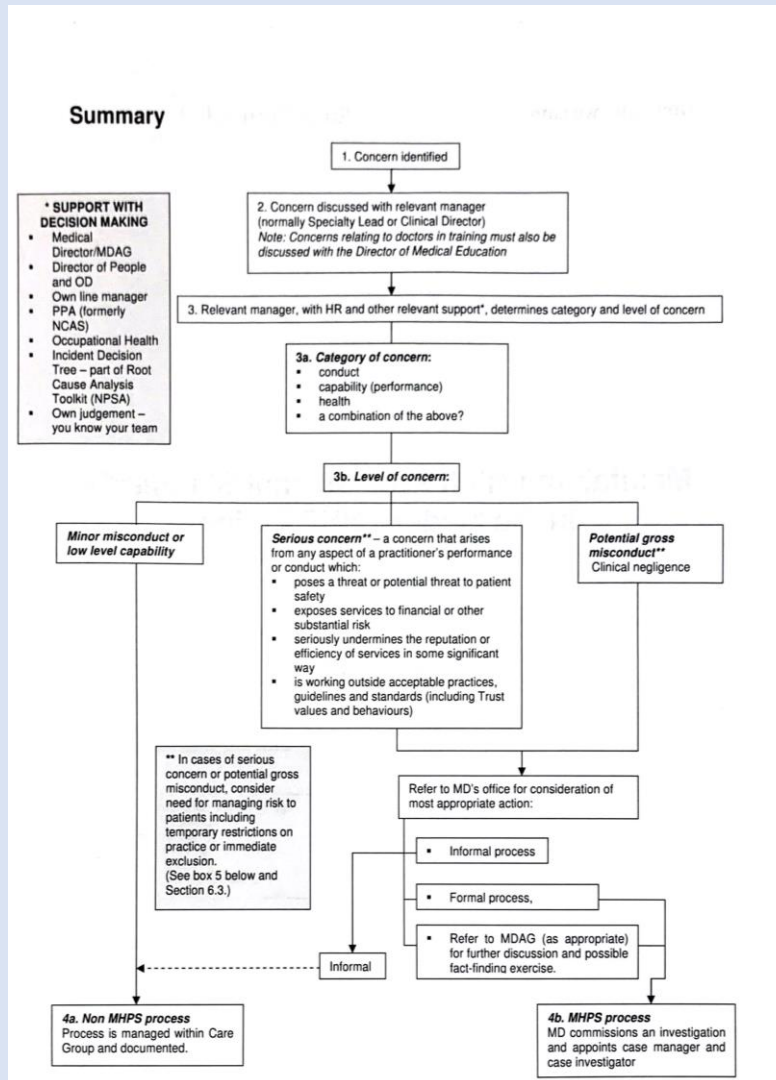 Summary
1. Concern identified
* SUPPORT WITH
DECISION MAKING
▪ Medical
Director/MDAG
▪ Director of People
and OD
▪ Own line manager
▪ PPA (formerly
NCAS)
▪ Occupational Health
▪ Incident Decision
Tree – part of Root
Cause Analysis
Toolkit (NPSA)
▪ Own judgement –
you know your team
2. Concern discussed with relevant manager
(normally Specialty Lead or Clinical Director)
Note: Concerns relating to doctors in training must also be
discussed with the Director of Medical Education
3. Relevant manager, with HR and other relevant support*, determines category and level of concern
3a. Category of concern:
▪ conduct
▪ capability (performance)
▪ health
▪ a combination of the above?
3b. Level of concern:
Minor misconduct or
low level capability
Serious concern** – a concern that arises
from any aspect of a practitioner's performance
or conduct which:
▪ poses a threat or potential threat to patient
safety
▪ exposes services to financial or other
substantial risk
▪ seriously undermines the reputation or
efficiency of services in some significant
way
▪ is working outside acceptable practices,
guidelines and standards (including Trust
values and behaviours)
Potential gross
misconduct**
Clinical negligence
** In cases of serious
concern or potential gross
misconduct, consider
need for managing risk to
patients including
temporary restrictions on
practice or immediate
exclusion.
(See box 5 below and
Section 6.3.)
Refer to MD's office for consideration of
most appropriate action:
▪ Informal process
▪ Formal process,
▪ Refer to MDAG (as appropriate)
for further discussion and possible
fact-finding exercise.
Informal
4a. Non MHPS process
Process is managed within Care
Group and documented.
4b. MHPS process
MD commissions an investigation
and appoints case manager and
case investigator